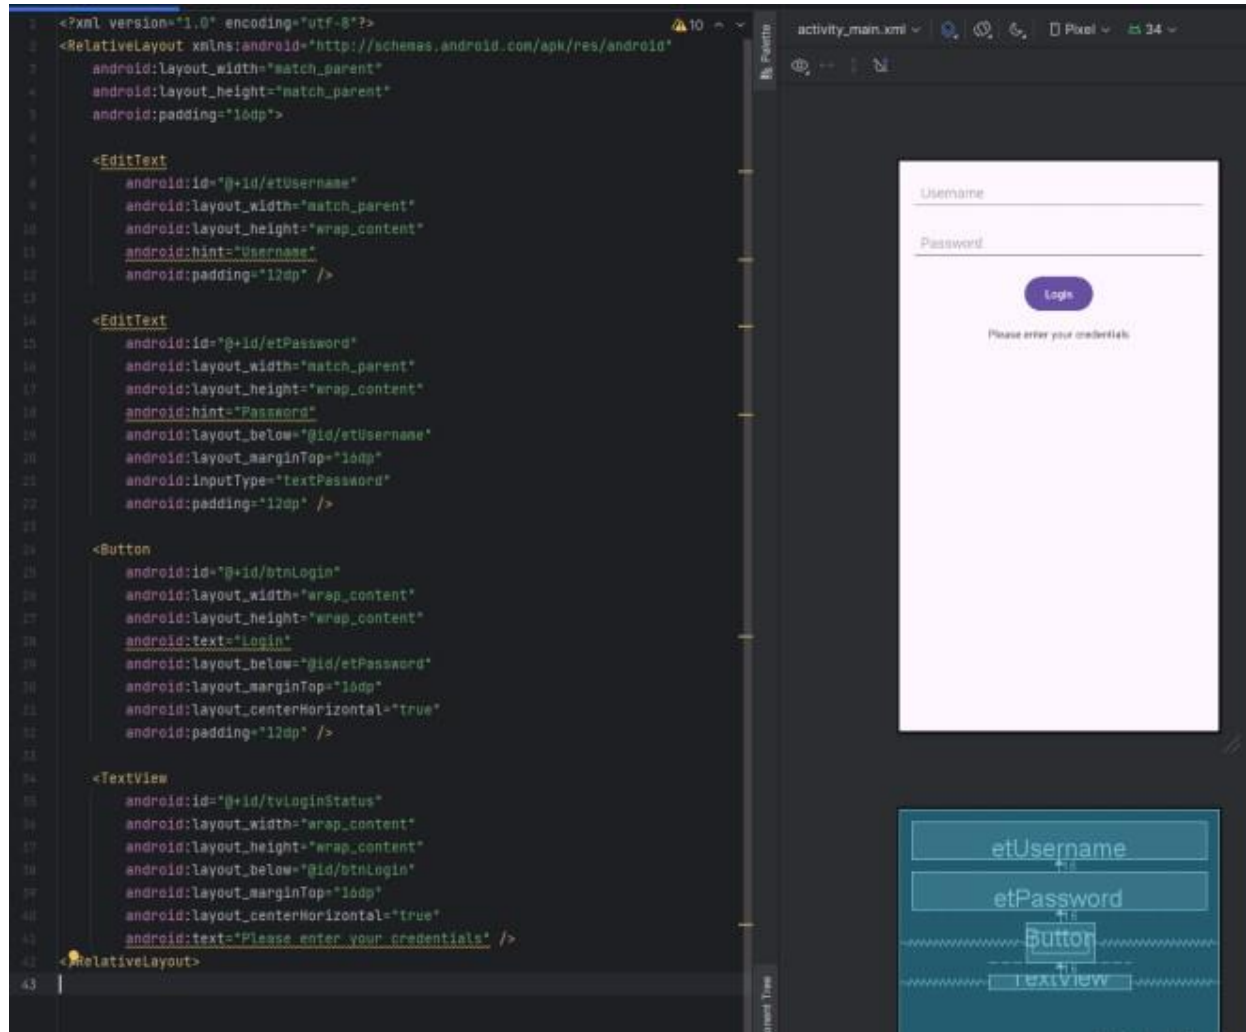 <?xml version="1.0" encoding="utf-8"?>
<RelativeLayout xmlns:android="http://schemas.android.com/apk/res/android"
    android:layout_width="match_parent"
    android:layout_height="match_parent"
    android:padding="16dp">
    <EditText
        android:id="@+id/etUsername"
        android:layout_width="match_parent"
        android:layout_height="wrap_content"
        android:hint="Username"
        android:padding="12dp" />
    <EditText
        android:id="@+id/etPassword"
        android:layout_width="match_parent"
        android:layout_height="wrap_content"
        android:hint="Password"
        android:layout_below="@id/etUsername"
        android:layout_marginTop="16dp"
        android:inputType="textPassword"
        android:padding="12dp" />
    <Button
        android:id="@+id/btnLogin"
        android:layout_width="wrap_content"
        android:layout_height="wrap_content"
        android:text="Login"
        android:layout_below="@id/etPassword"
        android:layout_marginTop="16dp"
        android:layout_centerHorizontal="true"
        android:padding="12dp" />
    <TextView
        android:id="@+id/tvLoginStatus"
        android:layout_width="wrap_content"
        android:layout_height="wrap_content"
        android:layout_below="@id/btnLogin"
        android:layout_marginTop="16dp"
        android:layout_centerHorizontal="true"
        android:text="Please enter your credentials" />
</RelativeLayout>
43
10
Palette
activity_main.xml
Pixel
34
Username
Password
Login
Please enter your credentials
etUsername
16
etPassword
16
Button
16
TextView
Tree